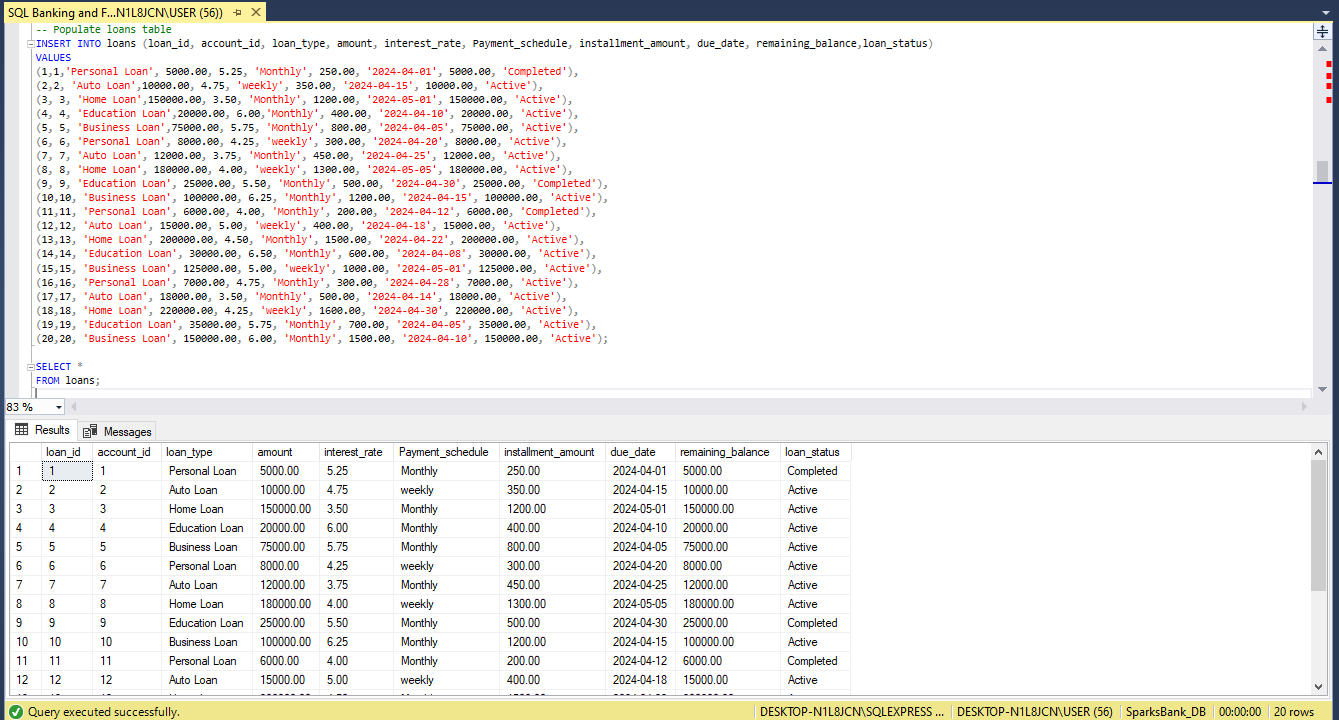 SQL Banking and F...N1L8JCN\USER (56))
-- Populate loans table
INSERT INTO loans (loan_id, account_id, loan_type, amount, interest_rate, Payment_schedule, installment_amount, due_date, remaining_balance,loan_status)
VALUES
(1,1,'Personal Loan', 5000.00, 5.25, 'Monthly', 250.00, '2024-04-01', 5000.00, 'Completed'),
(2,2, 'Auto Loan',10000.00, 4.75, 'weekly', 350.00, '2024-04-15', 10000.00, 'Active'),
(3, 3, 'Home Loan',150000.00, 3.50, 'Monthly', 1200.00, '2024-05-01', 150000.00, 'Active'),
(4, 4, 'Education Loan',20000.00, 6.00,'Monthly', 400.00, '2024-04-10', 20000.00, 'Active'),
(5, 5, 'Business Loan',75000.00, 5.75, 'Monthly', 800.00, '2024-04-05', 75000.00, 'Active'),
(6, 6, 'Personal Loan', 8000.00, 4.25, 'weekly', 300.00, '2024-04-20', 8000.00, 'Active'),
(7, 7, 'Auto Loan', 12000.00, 3.75, 'Monthly', 450.00, '2024-04-25', 12000.00, 'Active'),
(8, 8, 'Home Loan', 180000.00, 4.00, 'weekly', 1300.00, '2024-05-05', 180000.00, 'Active'),
(9, 9, 'Education Loan', 25000.00, 5.50, 'Monthly', 500.00, '2024-04-30', 25000.00, 'Completed'),
(10,10, 'Business Loan', 100000.00, 6.25, 'Monthly', 1200.00, '2024-04-15', 100000.00, 'Active'),
(11,11, 'Personal Loan', 6000.00, 4.00, 'Monthly', 200.00, '2024-04-12', 6000.00, 'Completed'),
(12,12, 'Auto Loan', 15000.00, 5.00, 'weekly', 400.00, '2024-04-18', 15000.00, 'Active'),
(13,13, 'Home Loan', 200000.00, 4.50, 'Monthly', 1500.00, '2024-04-22', 200000.00, 'Active'),
(14,14, 'Education Loan', 30000.00, 6.50, 'Monthly', 600.00, '2024-04-08', 30000.00, 'Active'),
(15,15, 'Business Loan', 125000.00, 5.00, 'weekly', 1000.00, '2024-05-01', 125000.00, 'Active'),
(16,16, 'Personal Loan', 7000.00, 4.75, 'Monthly', 300.00, '2024-04-28', 7000.00, 'Active'),
(17,17, 'Auto Loan', 18000.00, 3.50, 'Monthly', 500.00, '2024-04-14', 18000.00, 'Active'),
(18,18, 'Home Loan', 220000.00, 4.25, 'weekly', 1600.00, '2024-04-30', 220000.00, 'Active'),
(19,19, 'Education Loan', 35000.00, 5.75, 'Monthly', 700.00, '2024-04-05', 35000.00, 'Active'),
(20,20, 'Business Loan', 150000.00, 6.00, 'Monthly', 1500.00, '2024-04-10', 150000.00, 'Active');
SELECT *
FROM loans;
83 %
Results Messages
loan_id account_id loan_type amount interest_rate Payment_schedule installment_amount due_date remaining_balance loan_status
1 1 1 Personal Loan 5000.00 5.25 Monthly 250.00 2024-04-01 5000.00 Completed
2 2 2 Auto Loan 10000.00 4.75 weekly 350.00 2024-04-15 10000.00 Active
3 3 3 Home Loan 150000.00 3.50 Monthly 1200.00 2024-05-01 150000.00 Active
4 4 4 Education Loan 20000.00 6.00 Monthly 400.00 2024-04-10 20000.00 Active
5 5 5 Business Loan 75000.00 5.75 Monthly 800.00 2024-04-05 75000.00 Active
6 6 6 Personal Loan 8000.00 4.25 weekly 300.00 2024-04-20 8000.00 Active
7 7 7 Auto Loan 12000.00 3.75 Monthly 450.00 2024-04-25 12000.00 Active
8 8 8 Home Loan 180000.00 4.00 weekly 1300.00 2024-05-05 180000.00 Active
9 9 9 Education Loan 25000.00 5.50 Monthly 500.00 2024-04-30 25000.00 Completed
10 10 10 Business Loan 100000.00 6.25 Monthly 1200.00 2024-04-15 100000.00 Active
11 11 11 Personal Loan 6000.00 4.00 Monthly 200.00 2024-04-12 6000.00 Completed
12 12 12 Auto Loan 15000.00 5.00 weekly 400.00 2024-04-18 15000.00 Active
Query executed successfully. DESKTOP-N1L8JCN\SQLEXPRESS ... DESKTOP-N1L8JCN\USER (56) SparksBank_DB 00:00:00 20 rows